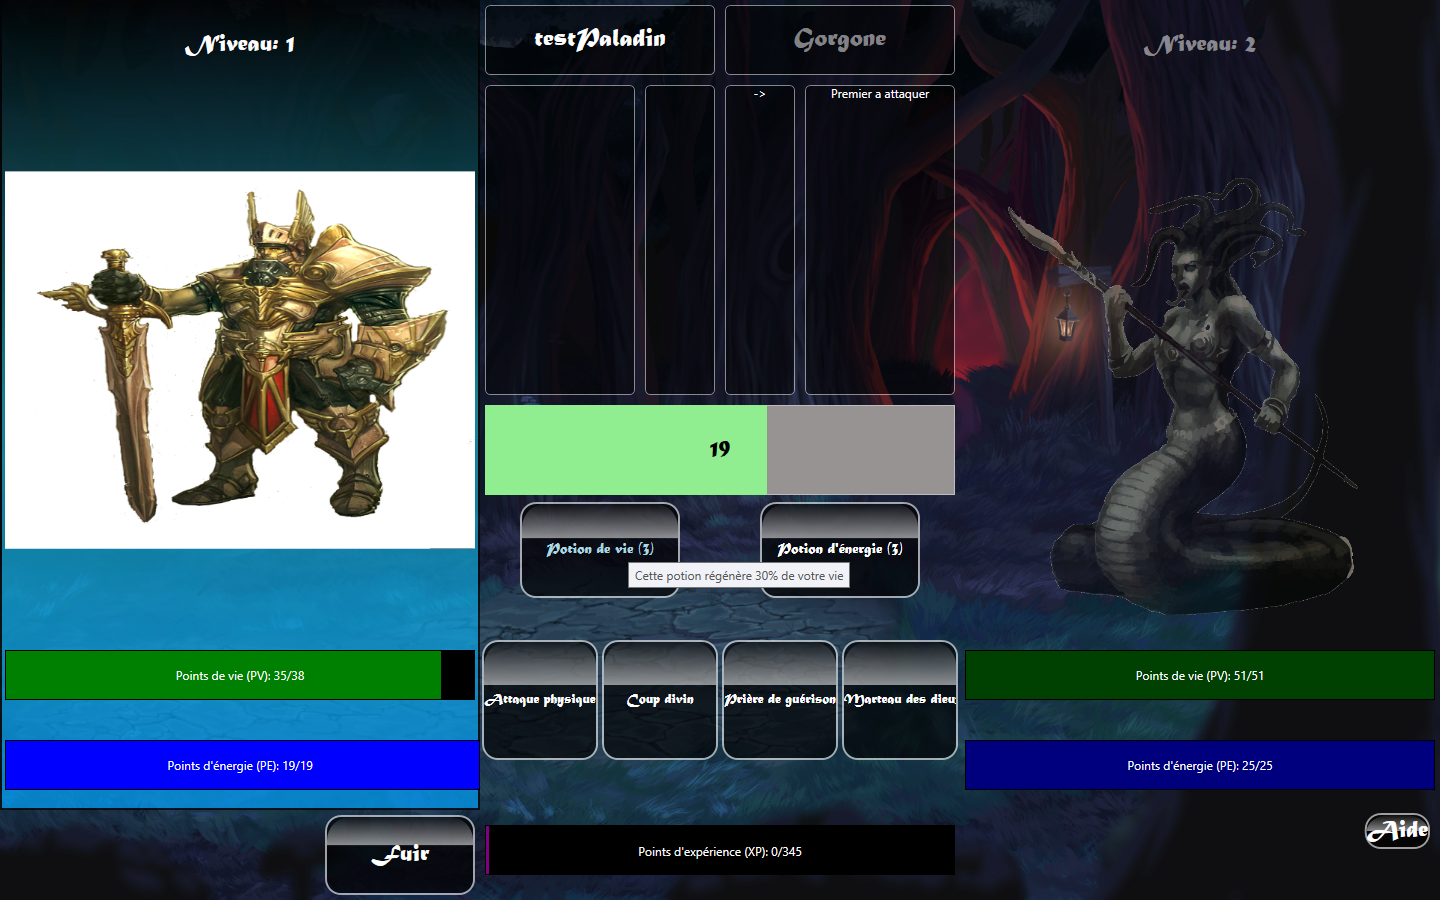 Niveau: 1
testPaladin
Gorgone
Niveau: 2
->
Premier a attaquer
19
Potion de vie (3)
Potion d'énergie (3)
Cette potion régénère 30% de votre vie
Attaque physique
Coup divin
Prière de guérison
Marteau des dieu
Points de vie (PV): 35/38
Points de vie (PV): 51/51
Points d'énergie (PE): 19/19
Points d'énergie (PE): 25/25
Fuir
Points d'expérience (XP): 0/345
Aide